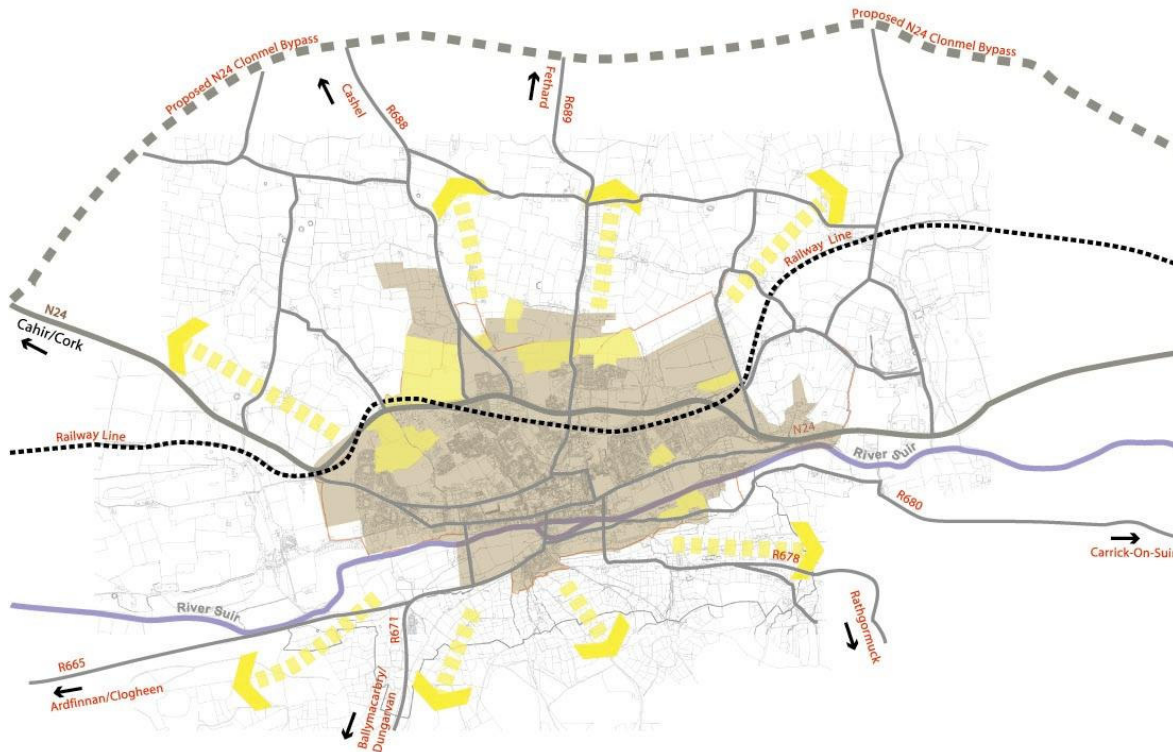 Proposed N24 Clonmel Bypass
Proposed N24 Clonmel Bypass
Cashel
R688
Fethard
R689
Railway Line
N24
Cahir/Cork
Railway Line
N24
River Suir
R680
Carrick-On-Suir
R678
Rathgormuck
River Suir
R671
R665
Ardfinnan/Clogheen
Ballymacarbry/
Dungarvan